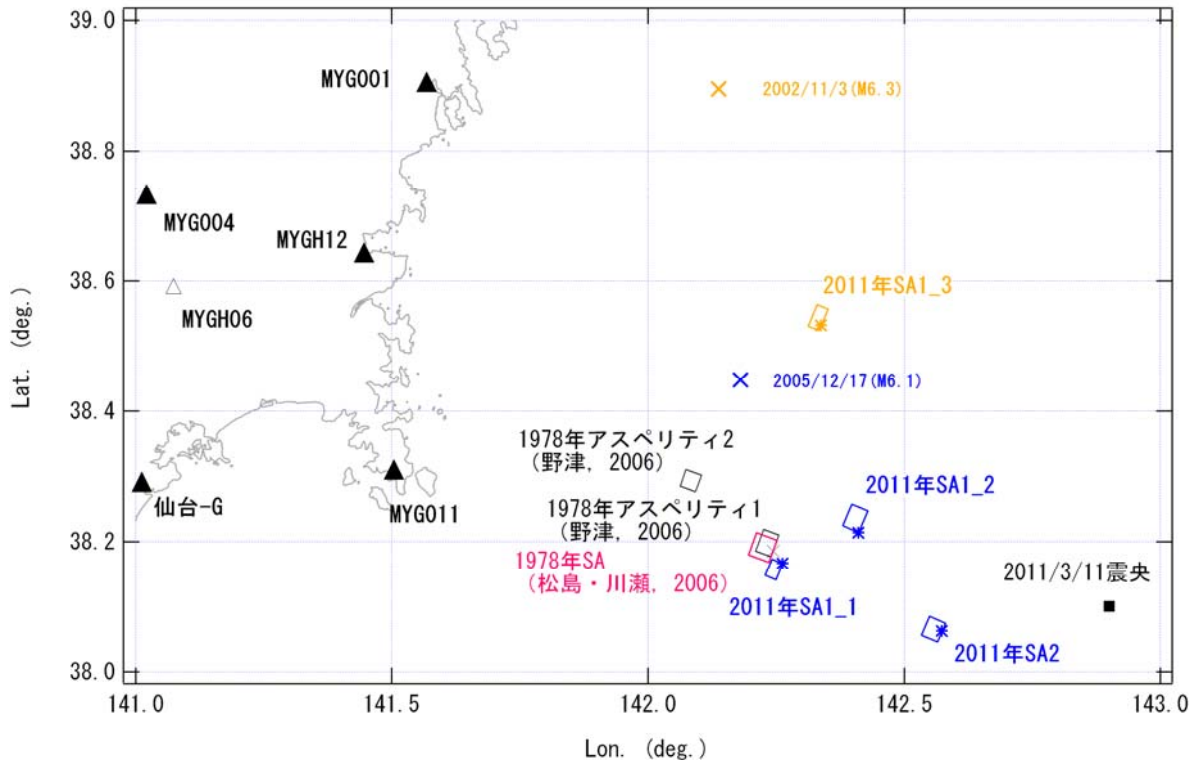 39.0
MYG001
2002/11/3(M6.3)
38.8
MYG004
MYGH12
38.6
2011年SA1_3
MYGH06
Lat. (deg.)
2005/12/17(M6.1)
38.4
1978年アスペリティ2
(野津, 2006)
2011年SA1_2
仙台-G
MYG011
1978年アスペリティ1
(野津, 2006)
38.2
1978年SA
(松島・川瀬, 2006)
2011/3/11震央
2011年SA1_1
2011年SA2
38.0
141.0
141.5
142.0
142.5
143.0
Lon. (deg.)